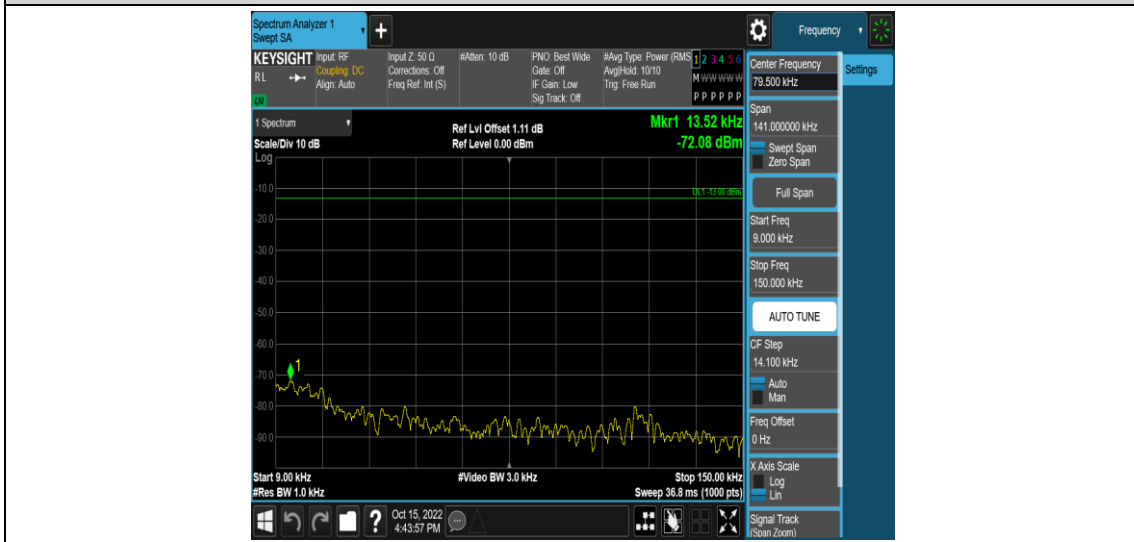 Spectrum Analyzer 1
Swept SA
+
Frequency
KEYSIGHT
RL
LXI
Input: RF
Coupling: DC
Align: Auto
Input Z: 50 Ω
Corrections: Off
Freq Ref: Int (S)
#Atten: 10 dB
PNO: Best Wide
Gate: Off
IF Gain: Low
Sig Track: Off
#Avg Type: Power (RMS
Avg|Hold: 10/10
Trig: Free Run
1 2 3 4 5 6
M W W W W W
P P P P P P
1 Spectrum
Scale/Div 10 dB
Log
Ref Lvl Offset 1.11 dB
Ref Level 0.00 dBm
Mkr1 13.52 kHz
-72.08 dBm
DL1 -13.00 dBm
-10.0
-20.0
-30.0
-40.0
-50.0
-60.0
-70.0
-80.0
-90.0
1
Start 9.00 kHz
#Res BW 1.0 kHz
#Video BW 3.0 kHz
Stop 150.00 kHz
Sweep 36.8 ms (1000 pts)
Center Frequency
79.500 kHz
Settings
Span
141.000000 kHz
Swept Span
Zero Span
Full Span
Start Freq
9.000 kHz
Stop Freq
150.000 kHz
AUTO TUNE
CF Step
14.100 kHz
Auto
Man
Freq Offset
0 Hz
X Axis Scale
Log
Lin
Signal Track
(Span Zoom)
?
Oct 15, 2022
4:43:57 PM